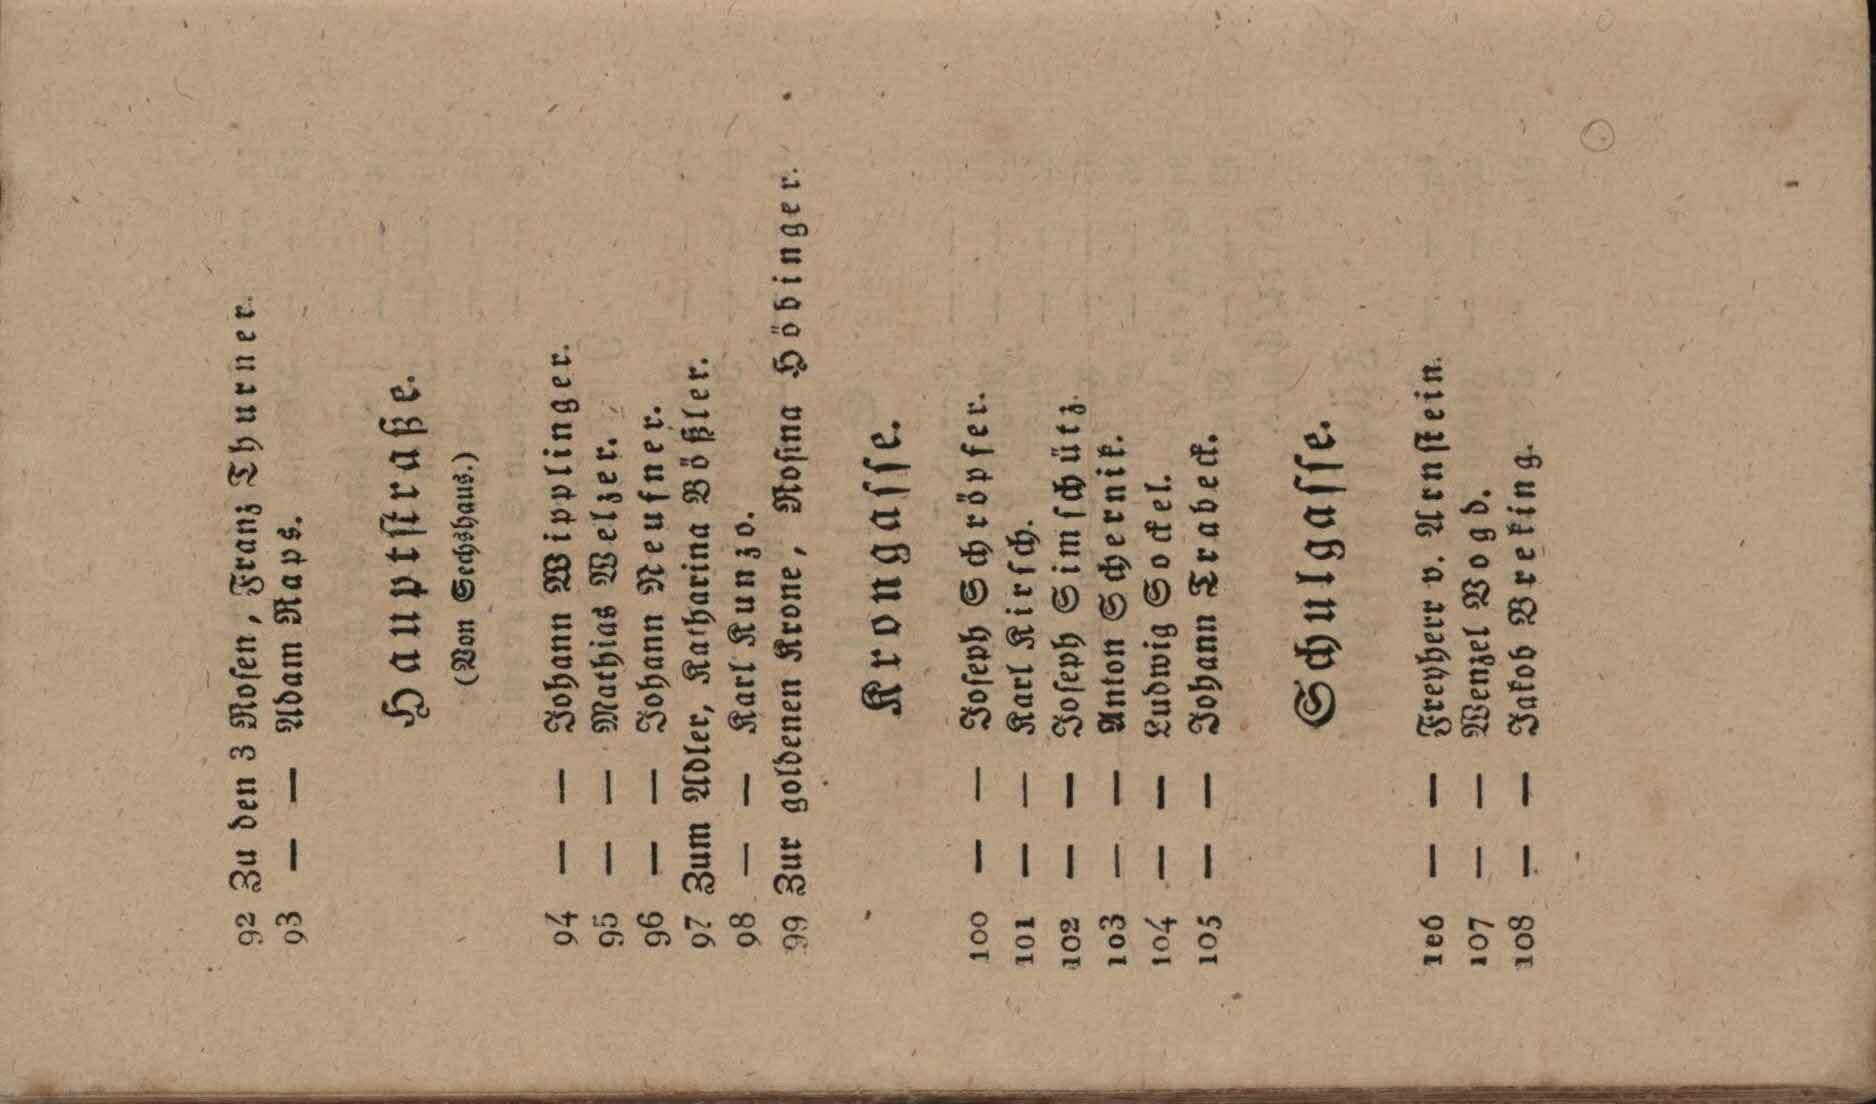 92 Zu den 3 Rosen, Franz Thurner.
93 — — Adam Raps.
Hauptstraße.
(Von Sechshaus.)
94 — — Johann Wipplinger.
95 — — Mathias Welzer.
96 — — Johann Neusner.
97 Zum Adler, Katharina Bößler.
98 — — Karl Kunzo.
99 Zur goldenen Krone, Rosina Höbinger.
Krongasse.
100 — — Joseph Schröpfer.
101 — — Karl Kirsch.
102 — — Joseph Simschütz.
103 — — Anton Schernik.
104 — — Ludwig Sockel.
105 — — Johann Trabeck.
Schulgasse.
106 — — Freyherr v. Arnstein.
107 — — Wenzel Vogd.
108 — — Jakob Breking.